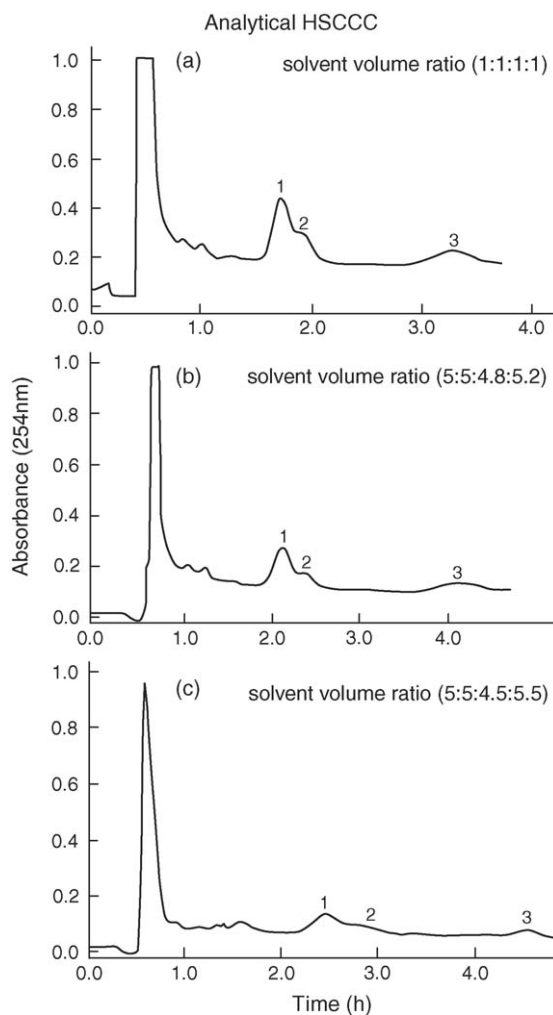 Analytical HSCCC
(a)
solvent volume ratio (1:1:1:1)
1.0
0.8
0.6
0.4
0.2
0.0
1
2
3
0.0 1.0 2.0 3.0 4.0
(b)
solvent volume ratio (5:5:4.8:5.2)
1.0
0.8
0.6
0.4
0.2
0.0
1
2
3
0.0 1.0 2.0 3.0 4.0
Absorbance (254nm)
(c)
solvent volume ratio (5:5:4.5:5.5)
1.0
0.8
0.6
0.4
0.2
0.0
1
2
3
0.0 1.0 2.0 3.0 4.0
Time (h)